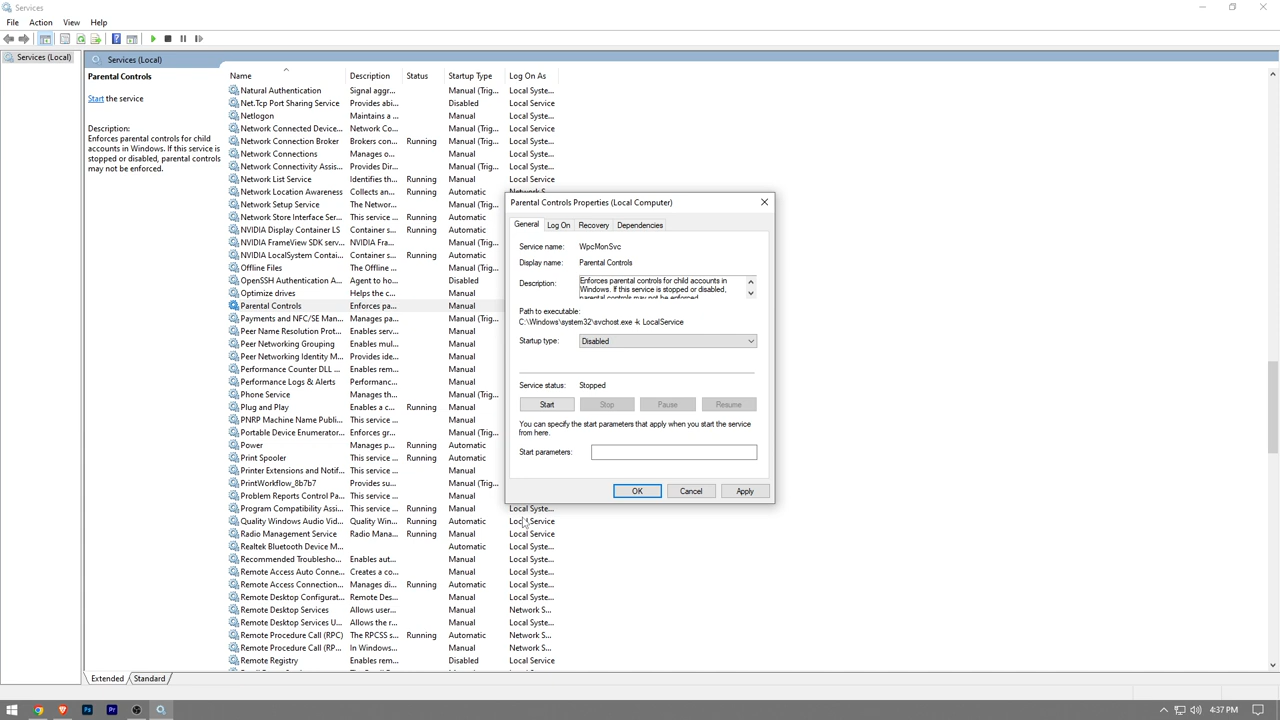 Services
File Action View Help
Services (Local)
Services (Local)
Parental Controls
Start the service
Description:
Enforces parental controls for child
accounts in Windows. If this service is
stopped or disabled, parental controls
may not be enforced.
Name Description Status Startup Type Log On As
Natural Authentication Signal aggr... Manual (Trig... Local Syste...
Net.Tcp Port Sharing Service Provides abi... Disabled Local Service
Netlogon Maintains a ... Manual Local Syste...
Network Connected Device... Network Co... Manual (Trig... Local Service
Network Connection Broker Brokers con... Running Manual (Trig... Local Syste...
Network Connections Manages o... Manual Local Syste...
Network Connectivity Assis... Provides Dir... Manual (Trig... Local Syste...
Network List Service Identifies th... Running Manual Local Service
Network Location Awareness Collects an... Running Automatic
Network Setup Service The Networ... Manual (Trig...
Network Store Interface Ser... This service ... Running Automatic
NVIDIA Display Container LS Container s... Running Automatic
NVIDIA FrameView SDK serv... NVIDIA Fra... Manual
NVIDIA LocalSystem Contai... Container s... Running Automatic
Offline Files The Offline ... Manual (Trig...
OpenSSH Authentication A... Agent to ho... Disabled
Optimize drives Helps the c... Manual
Parental Controls Enforces pa... Manual
Payments and NFC/SE Man... Manages pa... Manual (Trig...
Peer Name Resolution Prot... Enables serv... Manual
Peer Networking Grouping Enables mul... Manual
Peer Networking Identity M... Provides ide... Manual
Performance Counter DLL ... Enables rem... Manual
Performance Logs & Alerts Performanc... Manual
Phone Service Manages th... Manual (Trig...
Plug and Play Enables a c... Running Manual
PNRP Machine Name Publi... This service ... Manual
Portable Device Enumerator... Enforces gr... Manual (Trig...
Power Manages p... Running Automatic
Print Spooler This service ... Running Automatic
Printer Extensions and Notif... This service ... Manual
PrintWorkflow_8b7b7 Provides su... Manual (Trig...
Problem Reports Control Pa... This service ... Manual
Program Compatibility Assi... This service ... Running Manual Local Syste...
Quality Windows Audio Vid... Quality Win... Running Automatic Local Service
Radio Management Service Radio Mana... Running Manual Local Service
Realtek Bluetooth Device M... Automatic Local Syste...
Recommended Troublesho... Enables aut... Manual Local Syste...
Remote Access Auto Conne... Creates a co... Manual Local Syste...
Remote Access Connection... Manages di... Running Automatic Local Syste...
Remote Desktop Configurat... Remote Des... Manual Local Syste...
Remote Desktop Services Allows user... Manual Network S...
Remote Desktop Services U... Allows the r... Manual Local Syste...
Remote Procedure Call (RPC) The RPCSS s... Running Automatic Network S...
Remote Procedure Call (RP... In Windows... Manual Network S...
Remote Registry Enables rem... Disabled Local Service
Parental Controls Properties (Local Computer)
General Log On Recovery Dependencies
Service name: WpcMonSvc
Display name: Parental Controls
Description: Enforces parental controls for child accounts in
Windows. If this service is stopped or disabled,
parental controls may not be enforced
Path to executable:
C:\Windows\system32\svchost.exe -k LocalService
Startup type: Disabled
Service status: Stopped
Start Stop Pause Resume
You can specify the start parameters that apply when you start the service
from here.
Start parameters:
OK Cancel Apply
Extended Standard
Ps Pr 4:37 PM